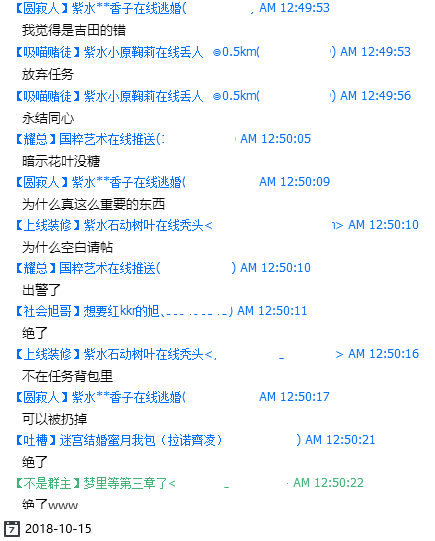 【圆寂人】紫水**香子在线逃婚( , AM 12:49:53
我觉得是吉田的错
【吸喵赌徒】紫水小原鞠莉在线丢人 ⊙0.5km( ) AM 12:49:53
放弃任务
【吸喵赌徒】紫水小原鞠莉在线丢人 ⊙0.5km( ) AM 12:49:56
永结同心
【耀总】国粹艺术在线推送( ) AM 12:50:05
暗示花叶没糖
【圆寂人】紫水**香子在线逃婚( AM 12:50:09
为什么真这么重要的东西
【上线装修】紫水石动树叶在线秃头< > AM 12:50:10
为什么空白请帖
【耀总】国粹艺术在线推送( ) AM 12:50:10
出警了
【社会旭哥】想要红kkr的旭、 ) AM 12:50:11
绝了
【上线装修】紫水石动树叶在线秃头< > AM 12:50:16
不在任务背包里
【圆寂人】紫水**香子在线逃婚( AM 12:50:17
可以被扔掉
【吐槽】迷宫结婚蜜月我包（拉诺齊凌） ) AM 12:50:21
绝了
【不是群主】梦里等第三章了< AM 12:50:22
绝了www
7 2018-10-15